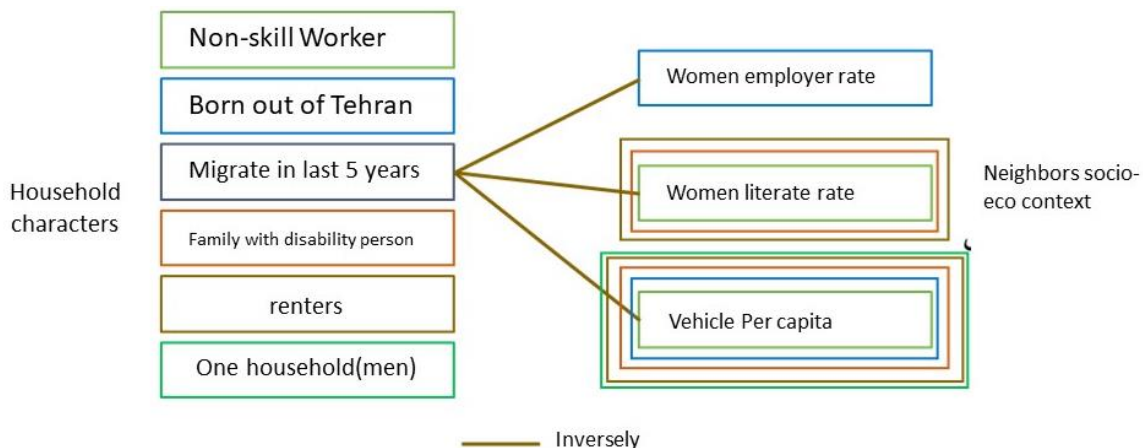 Household
characters
Non-skill Worker
Born out of Tehran
Migrate in last 5 years
Family with disability person
renters
One household(men)
Women employer rate
Women literate rate
Vehicle Per capita
Neighbors socio-
eco context
Inversely